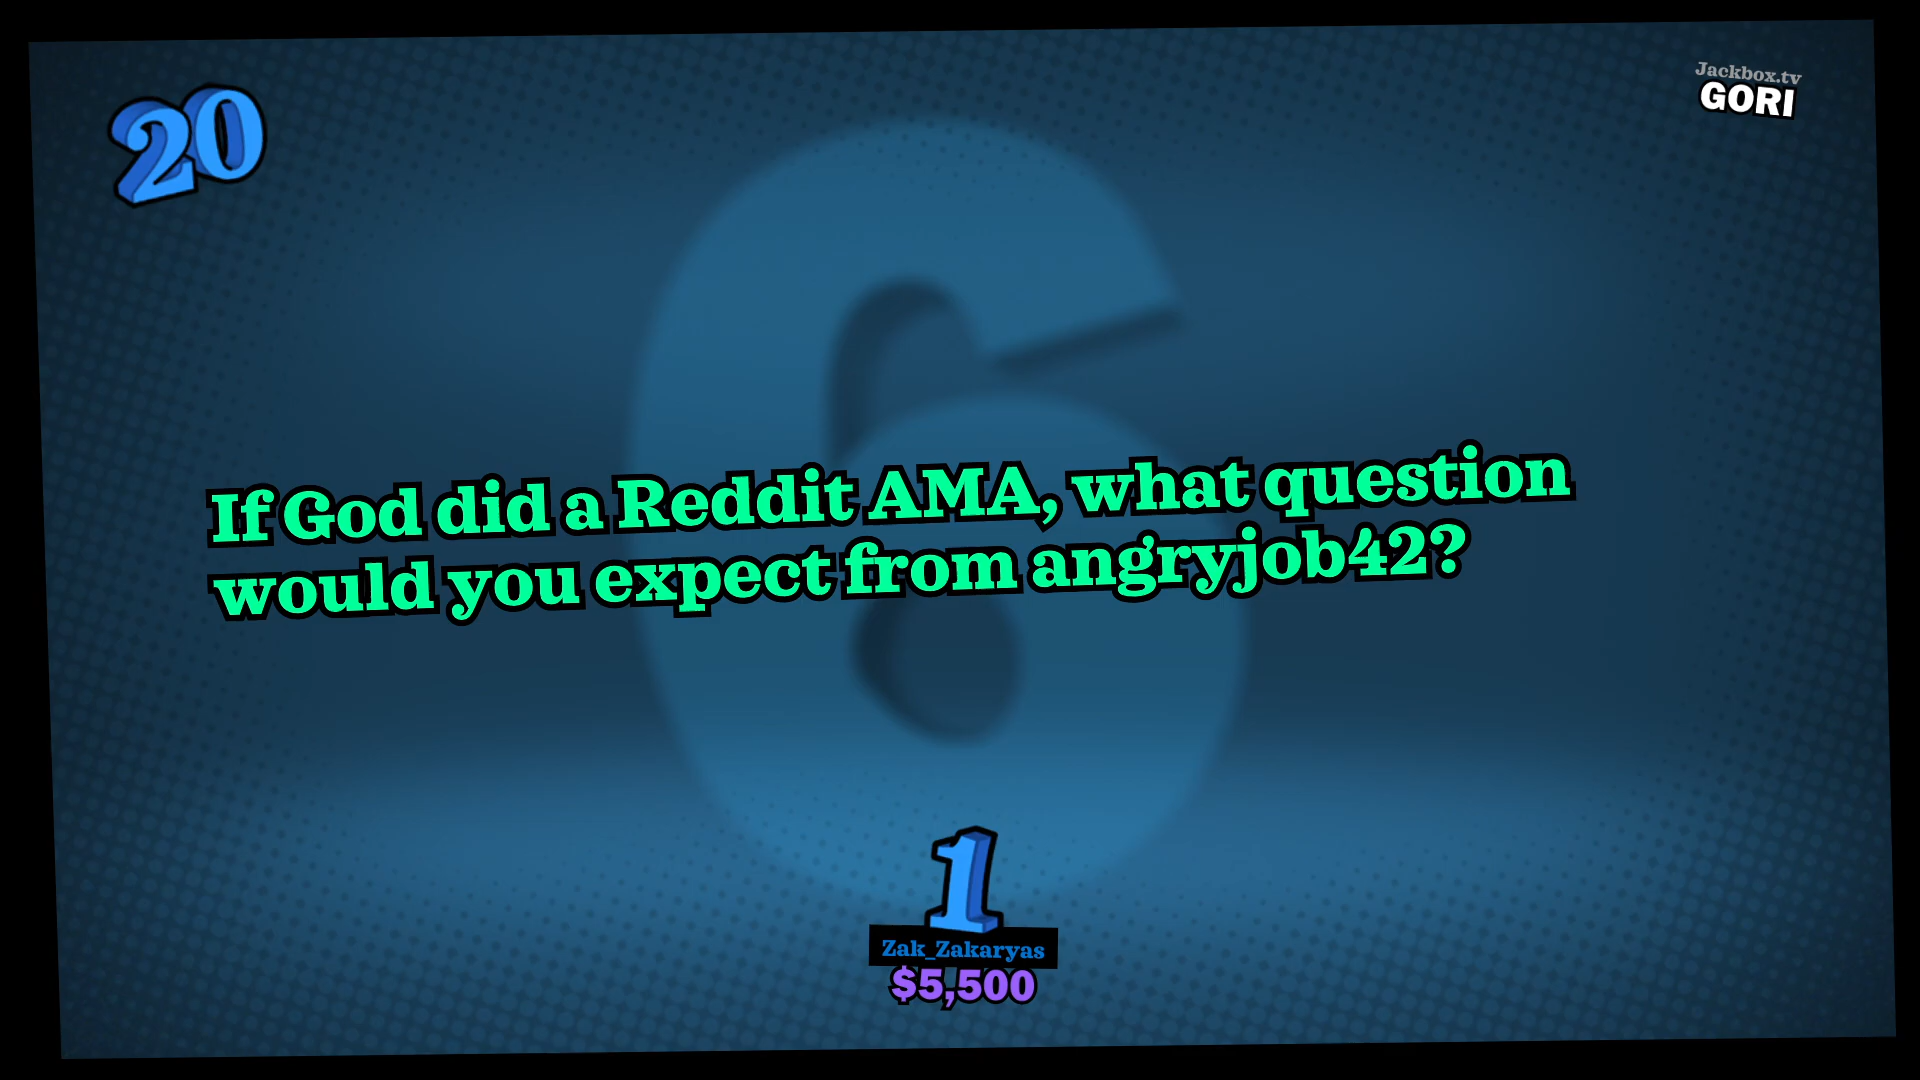 20
Jackbox.tv
GORI
6
If God did a Reddit AMA, what question
would you expect from angryjob42?
1
Zak_Zakaryas
$5,500